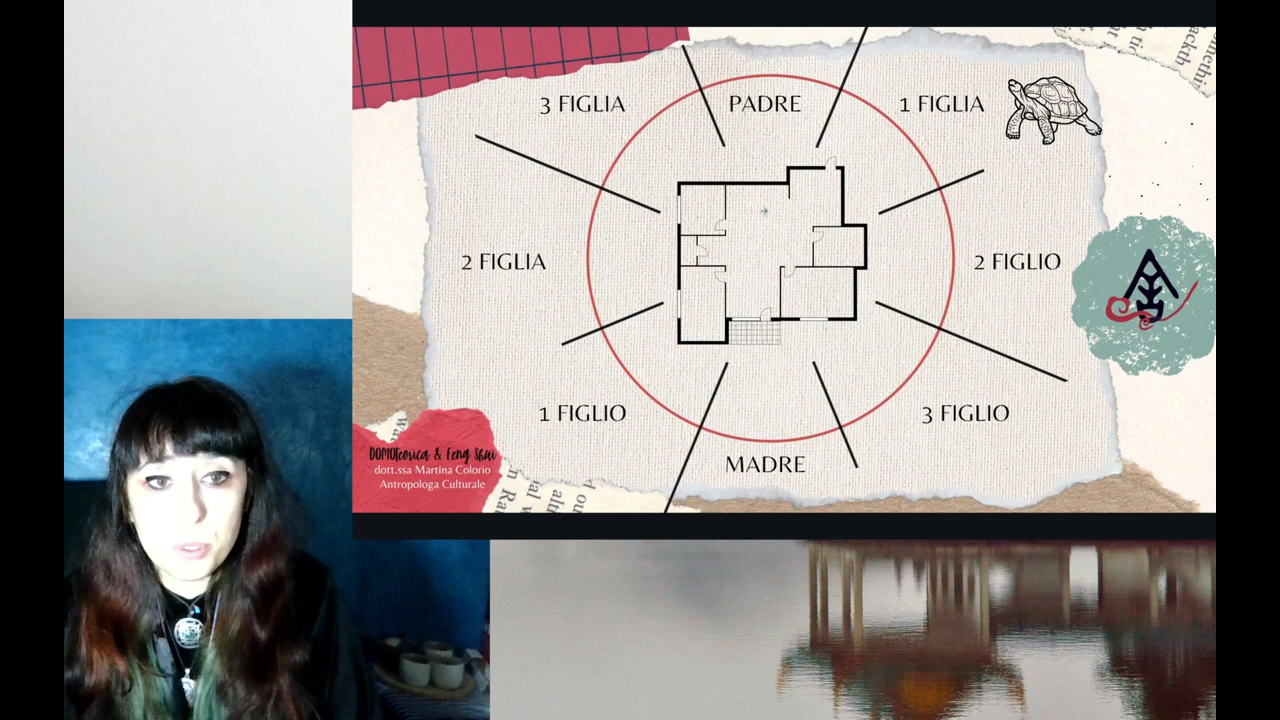 3 FIGLIA
PADRE
1 FIGLIA
2 FIGLIA
2 FIGLIO
1 FIGLIO
3 FIGLIO
MADRE
DOMOteorica & Feng Shui
dott.ssa Martina Colorio
Antropologa Culturale